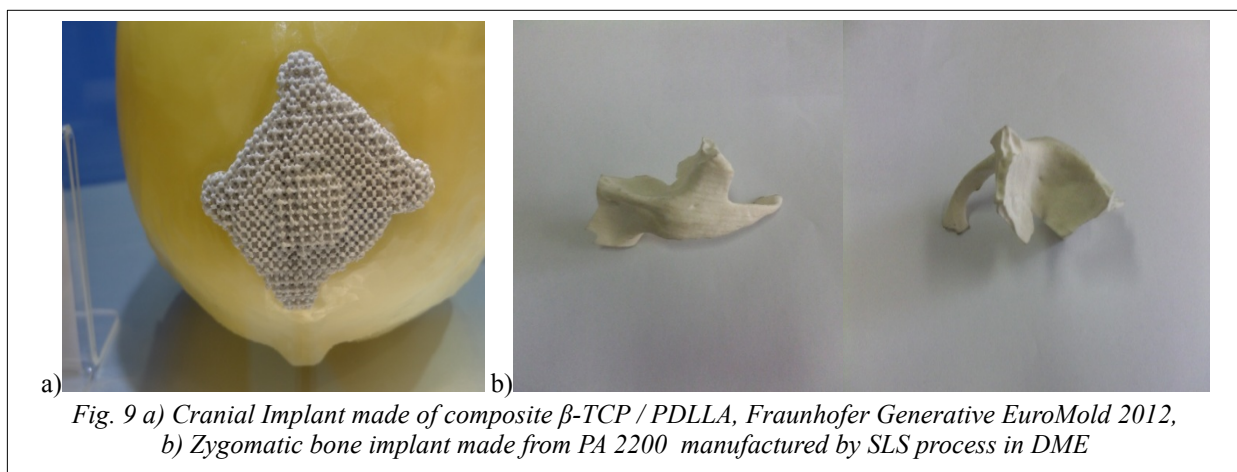 a)
b)
Fig. 9 a) Cranial Implant made of composite β-TCP / PDLLA, Fraunhofer Generative EuroMold 2012,
b) Zygomatic bone implant made from PA 2200 manufactured by SLS process in DME